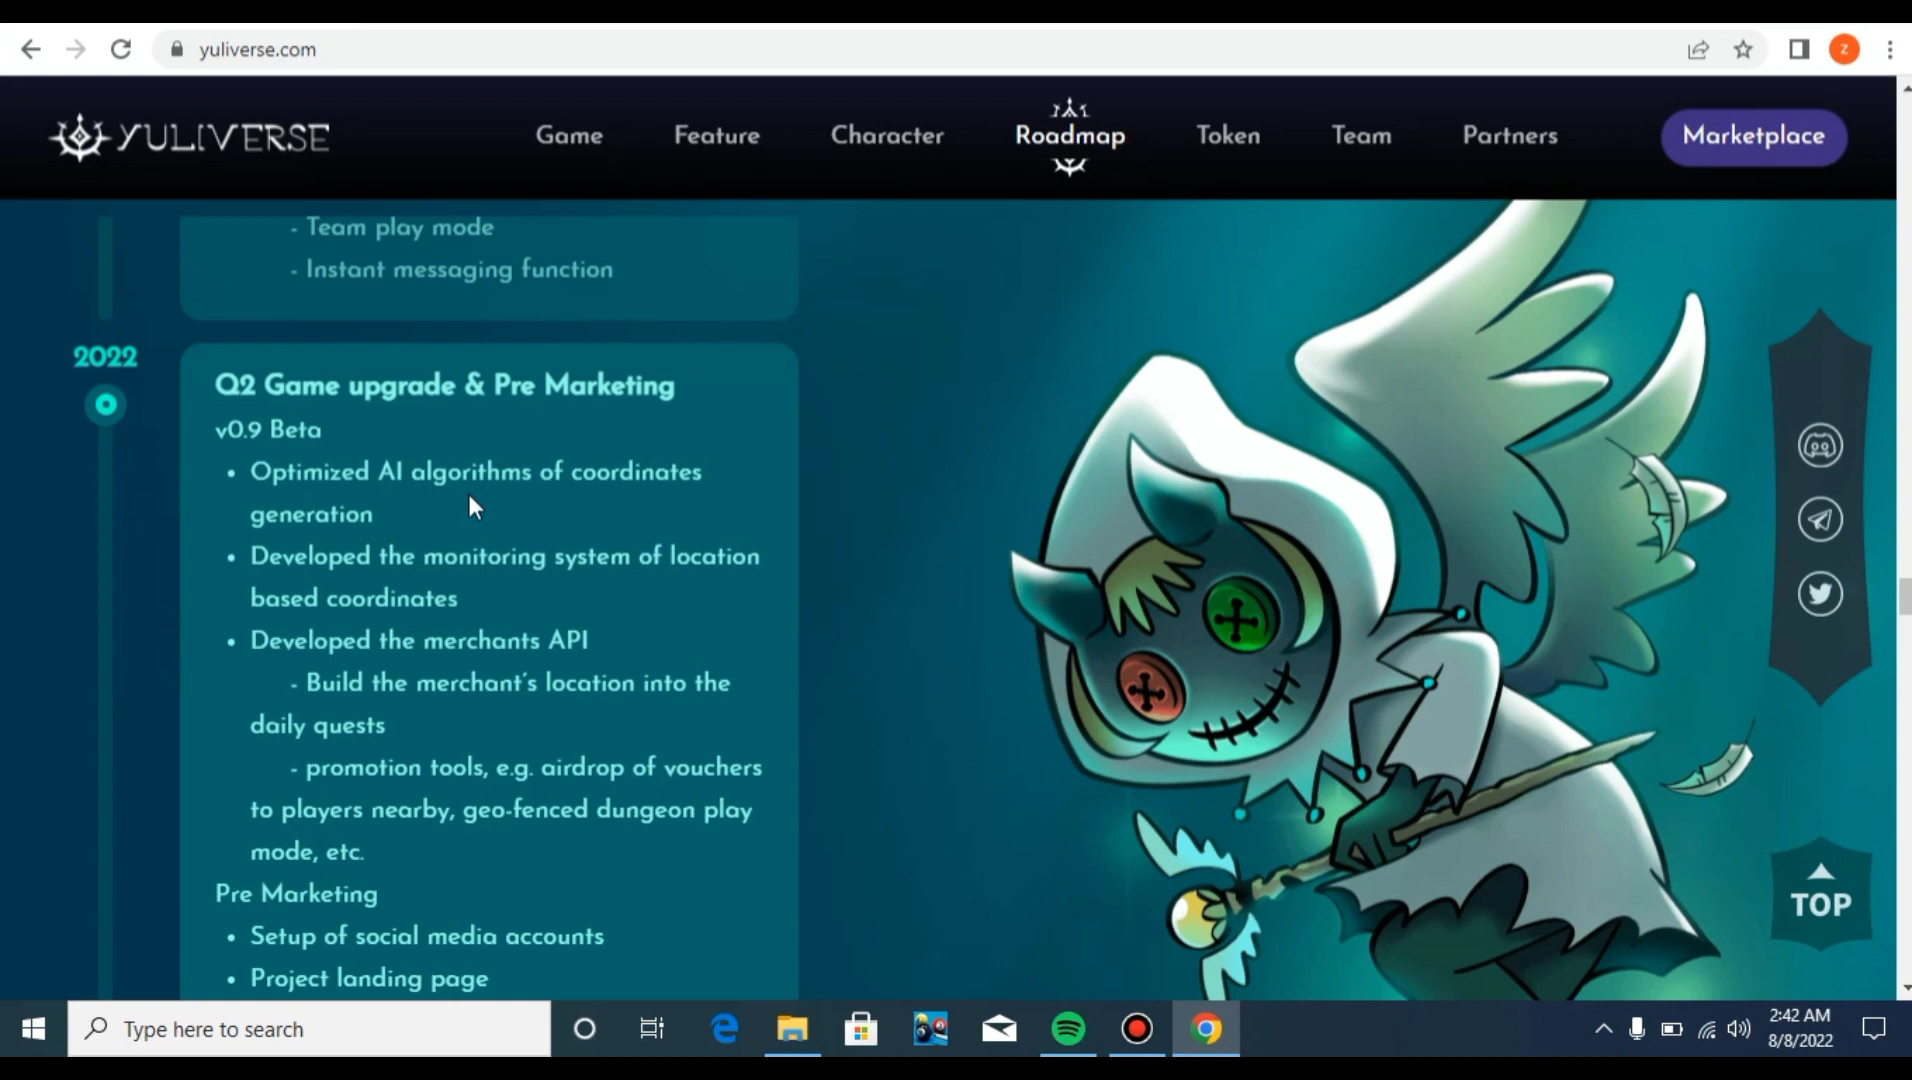 yuliverse.com
Z
YULIVERSE
Game
Feature
Character
Roadmap
Token
Team
Partners
Marketplace
- Team play mode
- Instant messaging function
2022
Q2 Game upgrade & Pre Marketing
v0.9 Beta
• Optimized AI algorithms of coordinates
generation
• Developed the monitoring system of location
based coordinates
• Developed the merchants API
- Build the merchant's location into the
daily quests
- promotion tools, e.g. airdrop of vouchers
to players nearby, geo-fenced dungeon play
mode, etc.
Pre Marketing
• Setup of social media accounts
• Project landing page
TOP
Type here to search
2:42 AM
8/8/2022